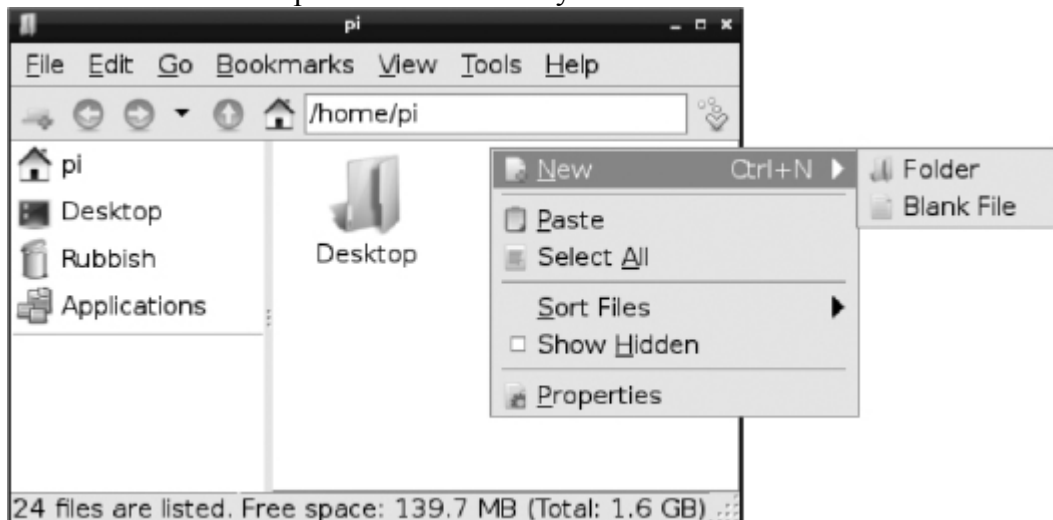 pi
File Edit Go Bookmarks View Tools Help
/home/pi
pi
Desktop
Rubbish
Applications
Desktop
New Ctrl+N
Paste
Select All
Sort Files
Show Hidden
Properties
Folder
Blank File
24 files are listed. Free space: 139.7 MB (Total: 1.6 GB)